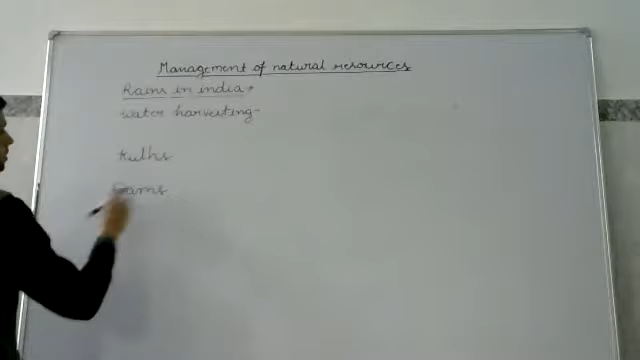 Management of natural resources
Rains in india
water harvesting-
Kulhs